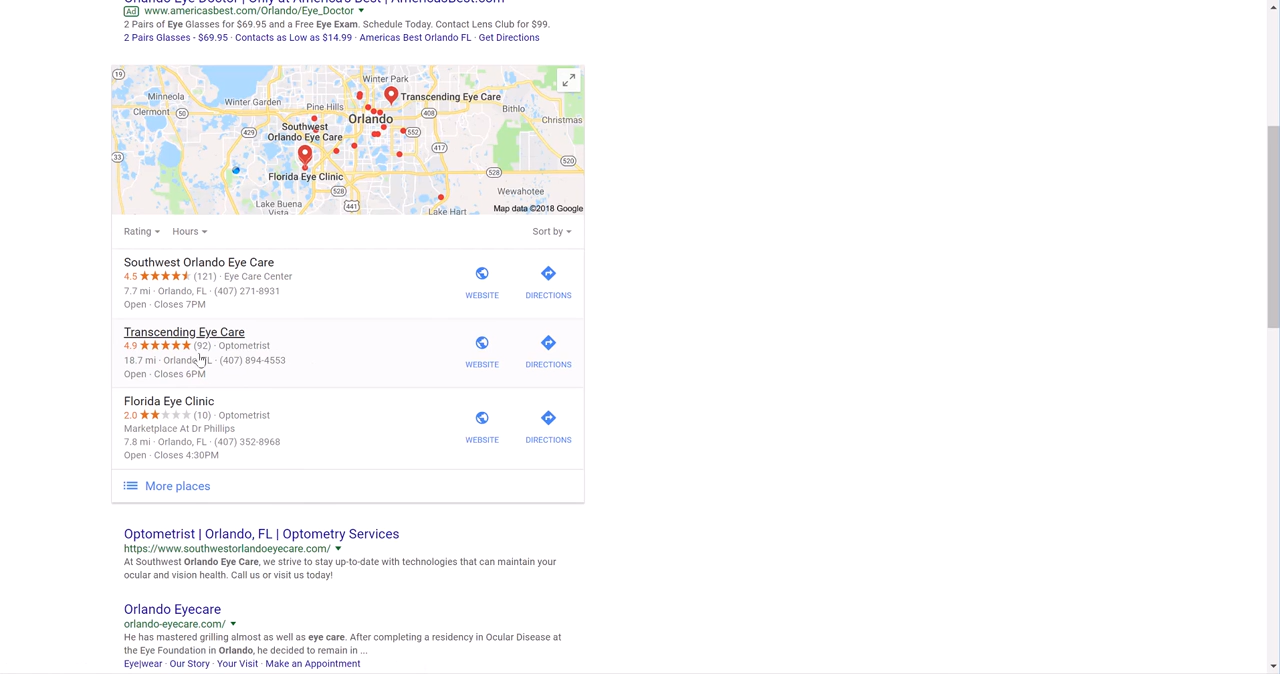 Orlando Eye Doctor | Only at America's Best | AmericasBest.com
Ad www.americasbest.com/Orlando/Eye_Doctor
2 Pairs of Eye Glasses for $69.95 and a Free Eye Exam. Schedule Today. Contact Lens Club for $99.
2 Pairs Glasses - $69.95 · Contacts as Low as $14.99 · Americas Best Orlando FL · Get Directions
19
Winter Park
Minneola
Winter Garden
Transcending Eye Care
Clermont
50
Pine Hills
408
Bithlo
Orlando
Christmas
429
Southwest
Orlando Eye Care
552
417
33
520
Florida Eye Clinic
528
528
Wewahotee
Lake Buena
Vista
441
Lake Hart
Map data ©2018 Google
Rating
Hours
Sort by
Southwest Orlando Eye Care
4.5 (121) · Eye Care Center
7.7 mi · Orlando, FL · (407) 271-8931
Open · Closes 7PM
WEBSITE
DIRECTIONS
Transcending Eye Care
4.9 (92) · Optometrist
18.7 mi · Orlando, FL · (407) 894-4553
Open · Closes 6PM
WEBSITE
DIRECTIONS
Florida Eye Clinic
2.0 (10) · Optometrist
Marketplace At Dr Phillips
7.8 mi · Orlando, FL · (407) 352-8968
Open · Closes 4:30PM
WEBSITE
DIRECTIONS
More places
Optometrist | Orlando, FL | Optometry Services
https://www.southwestorlandoeyecare.com/
At Southwest Orlando Eye Care, we strive to stay up-to-date with technologies that can maintain your
ocular and vision health. Call us or visit us today!
Orlando Eyecare
orlando-eyecare.com/
He has mastered grilling almost as well as eye care. After completing a residency in Ocular Disease at
the Eye Foundation in Orlando, he decided to remain in ...
Eye|wear · Our Story · Your Visit · Make an Appointment